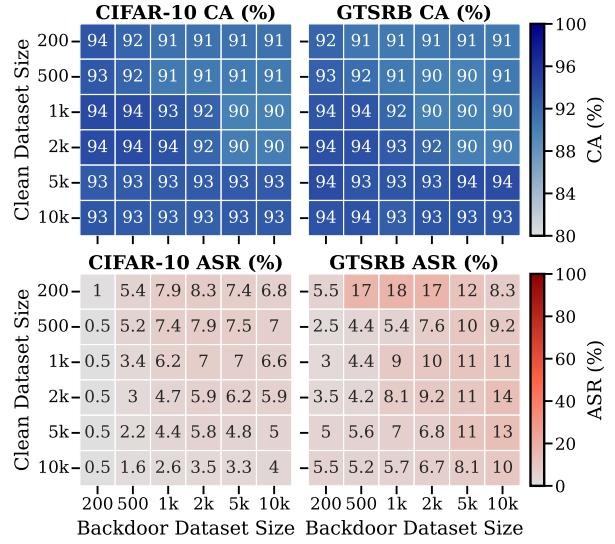 CIFAR-10 CA (%) GTSRB CA (%)
200 94 92 91 91 91 91 92 91 91 91 91 91 100
500 93 92 91 91 91 91 93 92 91 90 90 91 96
1k 94 94 93 92 90 90 94 94 92 90 90 90 92
2k 94 94 94 92 90 90 94 94 93 92 90 90 88
5k 93 93 93 93 93 93 94 93 93 93 94 94 84
10k 93 93 93 93 93 93 94 94 93 93 93 93 80
Clean Dataset Size
CA (%)
CIFAR-10 ASR (%) GTSRB ASR (%)
200 1 5.4 7.9 8.3 7.4 6.8 5.5 17 18 17 12 8.3 100
500 0.5 5.2 7.4 7.9 7.5 7 2.5 4.4 5.4 7.6 10 9.2 80
1k 0.5 3.4 6.2 7 7 6.6 3 4.4 9 10 11 11 60
2k 0.5 3 4.7 5.9 6.2 5.9 3.5 4.2 8.1 9.2 11 14 40
5k 0.5 2.2 4.4 5.8 4.8 5 5 5.6 7 6.8 11 13 20
10k 0.5 1.6 2.6 3.5 3.3 4 5.5 5.2 5.7 6.7 8.1 10 0
Clean Dataset Size
ASR (%)
200 500 1k 2k 5k 10k 200 500 1k 2k 5k 10k
Backdoor Dataset Size Backdoor Dataset Size